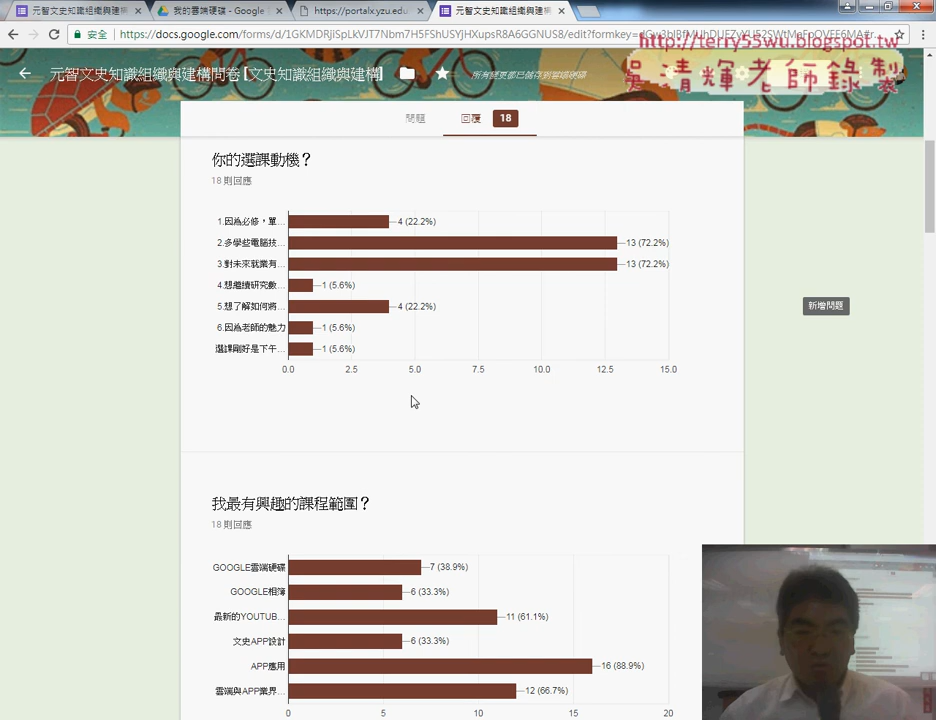 元智文史知識組織與建構
我的雲端硬碟 - Google
https://portalx.yzu.edu
元智文史知識組織與建構
安全
http://terry55wu.blogspot.tw
元智文史知識組織與建構問卷 [文史知識組織與建構]
所有變更都已儲存到雲端硬碟
吳清輝老師錄製
問題
回覆
18
你的選課動機？
18 則回應
1.因為必修，單...
4 (22.2%)
2.多學些電腦技...
13 (72.2%)
3.對未來就業有...
13 (72.2%)
4.想繼續研究數...
1 (5.6%)
5.想了解如何將...
4 (22.2%)
6.因為老師的魅力
1 (5.6%)
選課剛好是下午...
1 (5.6%)
0.0 2.5 5.0 7.5 10.0 12.5 15.0
新增問題
我最有興趣的課程範圍？
18 則回應
GOOGLE雲端硬碟
7 (38.9%)
GOOGLE相簿
6 (33.3%)
最新的YOUTUB...
11 (61.1%)
文史APP設計
6 (33.3%)
APP應用
16 (88.9%)
雲端與APP業界...
12 (66.7%)
0 5 10 15 20